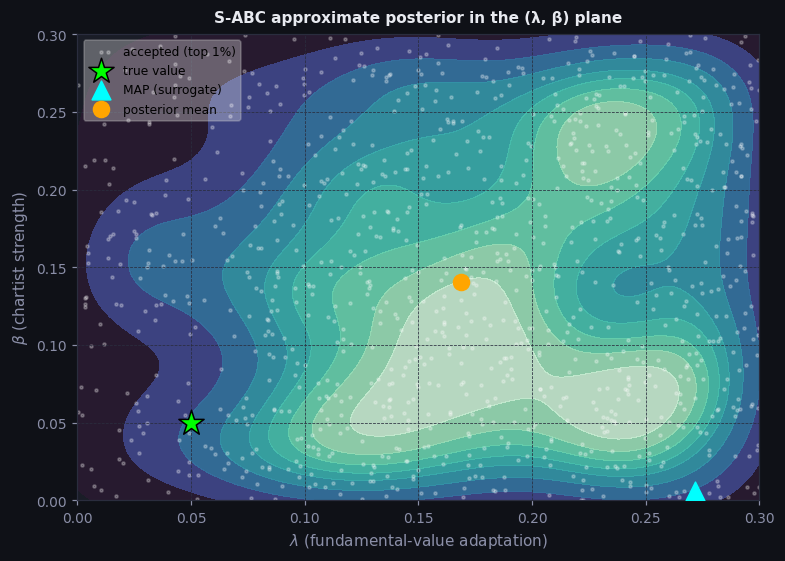 S-ABC approximate posterior in the (λ, β) plane
accepted (top 1%)
true value
MAP (surrogate)
posterior mean
0.30
0.25
0.20
0.15
0.10
0.05
0.00
β (chartist strength)
0.00 0.05 0.10 0.15 0.20 0.25 0.30
λ (fundamental-value adaptation)